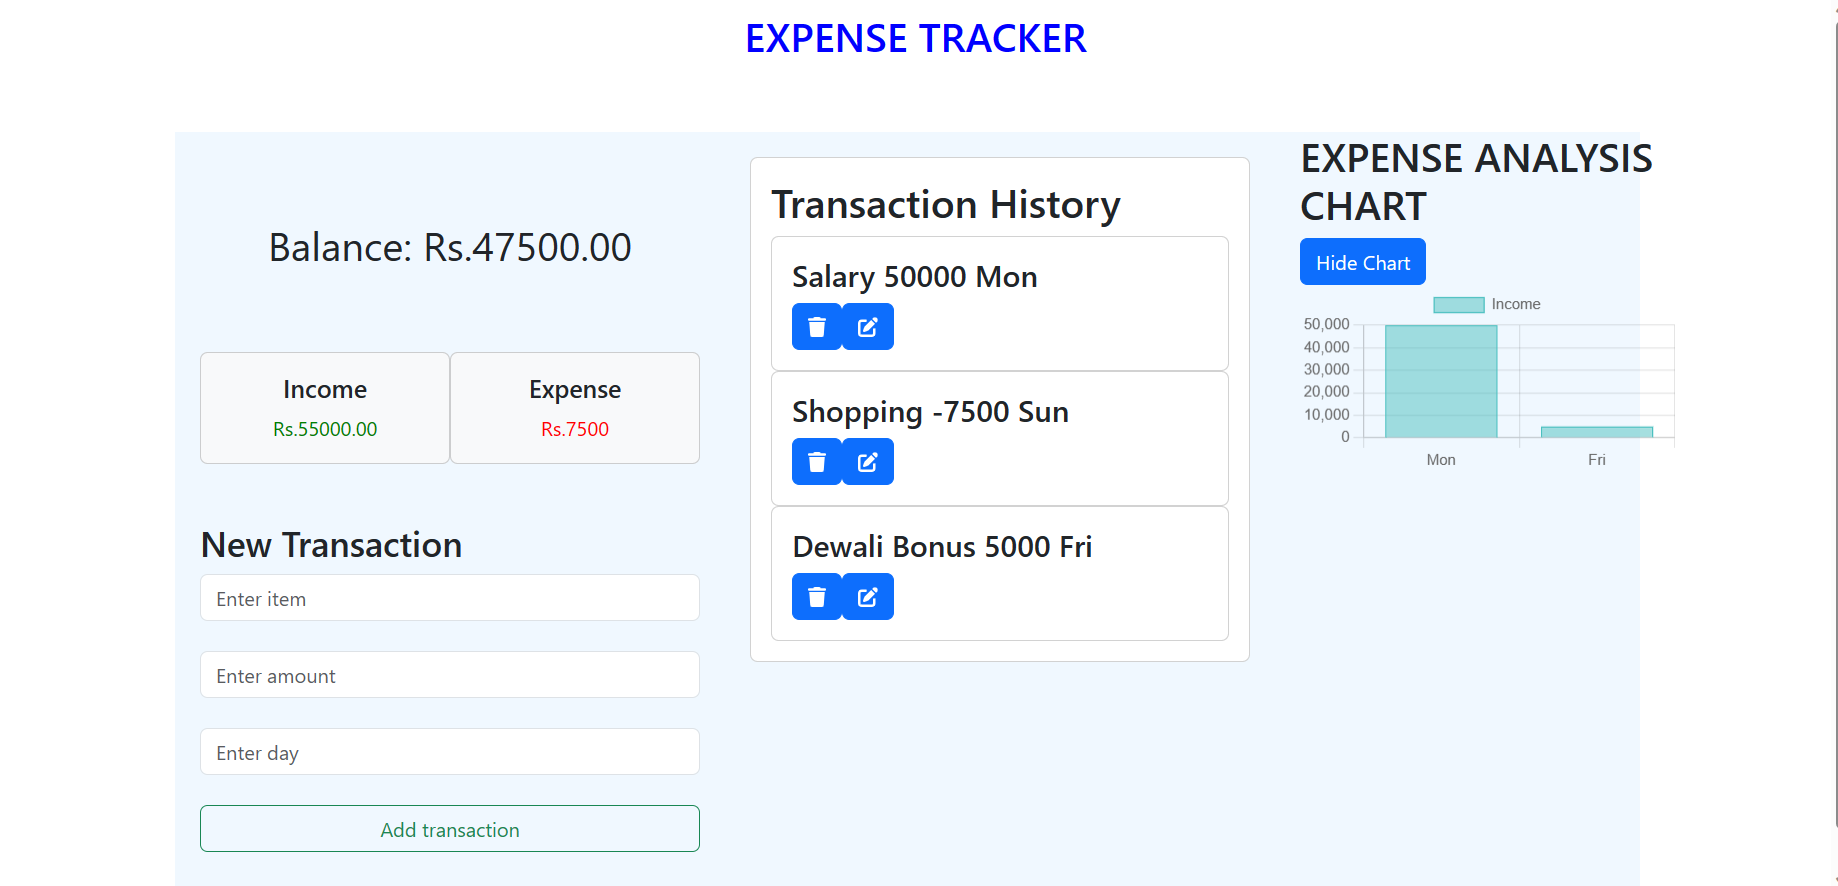 EXPENSE TRACKER
Balance: Rs.47500.00
Income
Rs.55000.00
Expense
Rs.7500
New Transaction
Enter item
Enter amount
Enter day
Add transaction
Transaction History
Salary 50000 Mon
Shopping -7500 Sun
Dewali Bonus 5000 Fri
EXPENSE ANALYSIS
CHART
Hide Chart
Income
50,000
40,000
30,000
20,000
10,000
0
Mon Fri